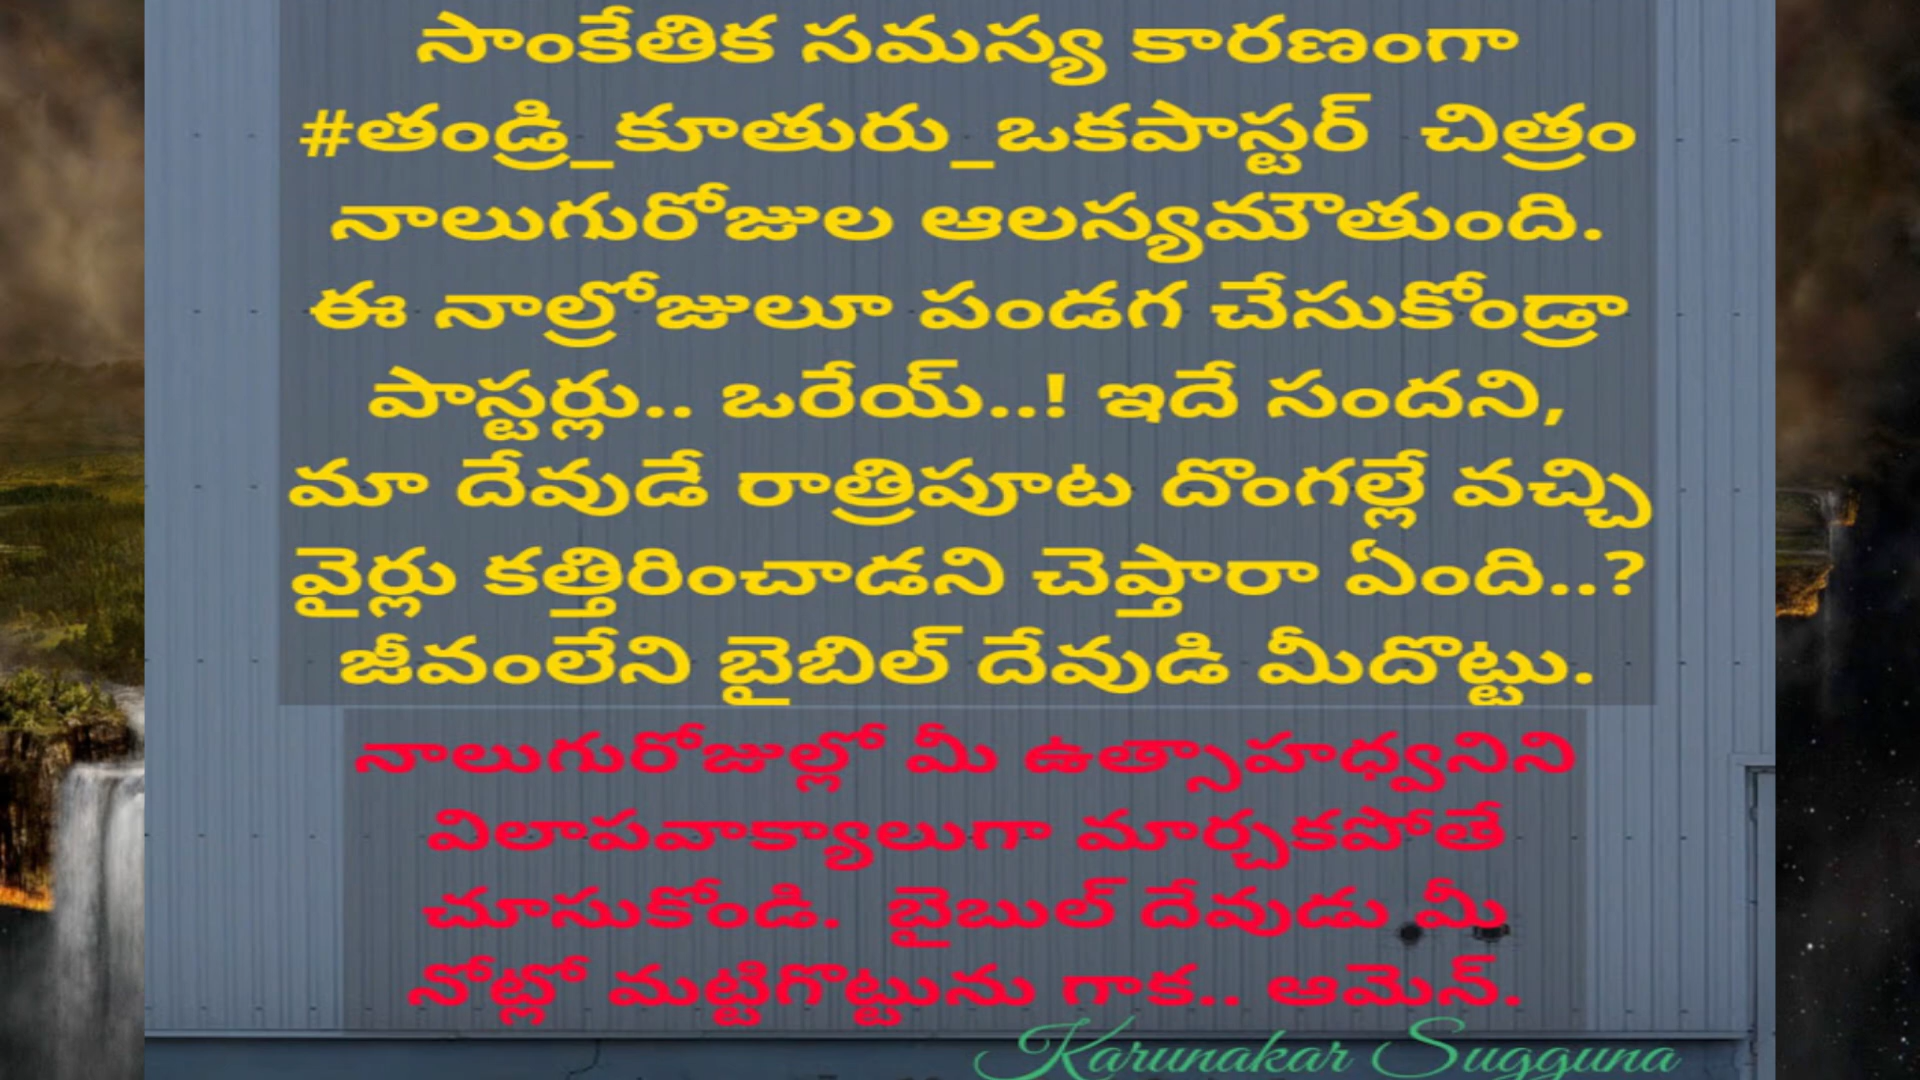 సాంకేతిక సమస్య కారణంగా
#తండ్రి_కూతురు_ఒకపాస్టర్ చిత్రం
నాలుగురోజుల ఆలస్యమౌతుంది.
ఈ నాల్రోజులూ పండగ చేసుకోండ్రా
పాస్టర్లు.. ఒరేయ్..! ఇదే సందని,
మా దేవుడే రాత్రిపూట దొంగల్లే వచ్చి
వైర్లు కత్తిరించాడని చెప్తారా ఏంది..?
జీవంలేని బైబిల్ దేవుడి మీదొట్టు.
నాలుగురోజుల్లో మీ ఉత్సాహధ్వనిని
విలాపవాక్యాలుగా మార్చకపోతే
చూసుకోండి. బైబుల్ దేవుడు మీ
నోట్లో మట్టిగొట్టును గాక.. ఆమెన్.
Karunakar Sugguna